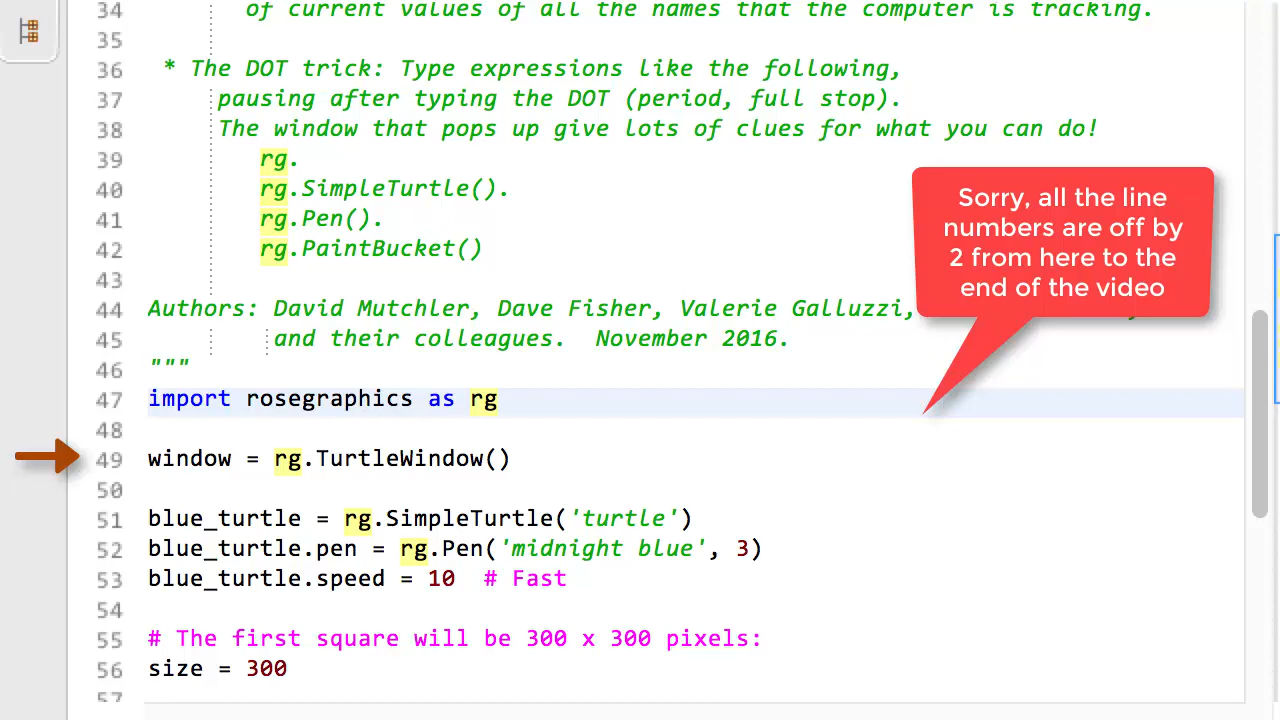 34 of current values of all the names that the computer is tracking.
35
36 * The DOT trick: Type expressions like the following,
37 pausing after typing the DOT (period, full stop).
38 The window that pops up give lots of clues for what you can do!
39 rg.
40 rg.SimpleTurtle().
41 rg.Pen().
42 rg.PaintBucket()
43
44 Authors: David Mutchler, Dave Fisher, Valerie Galluzzi,
45 and their colleagues. November 2016.
46 """
47 import rosegraphics as rg
48
49 window = rg.TurtleWindow()
50
51 blue_turtle = rg.SimpleTurtle('turtle')
52 blue_turtle.pen = rg.Pen('midnight blue', 3)
53 blue_turtle.speed = 10 # Fast
54
55 # The first square will be 300 x 300 pixels:
56 size = 300
57
Sorry, all the line
numbers are off by
2 from here to the
end of the video